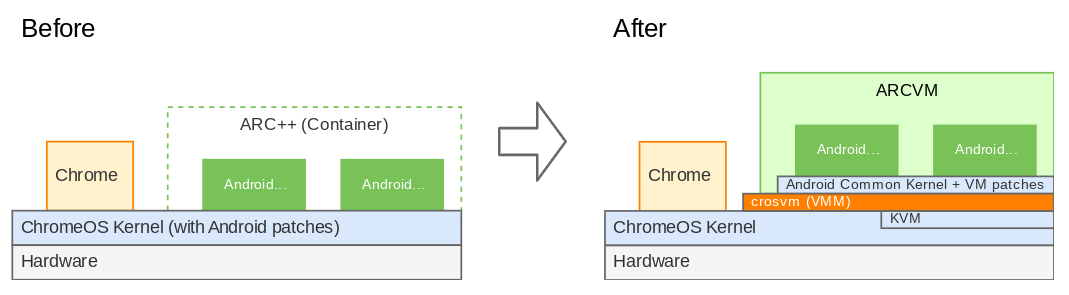 Before
ARC++ (Container)
Chrome
Android...
Android...
ChromeOS Kernel (with Android patches)
Hardware
After
ARCVM
Chrome
Android...
Android...
Android Common Kernel + VM patches
crosvm (VMM)
KVM
ChromeOS Kernel
Hardware